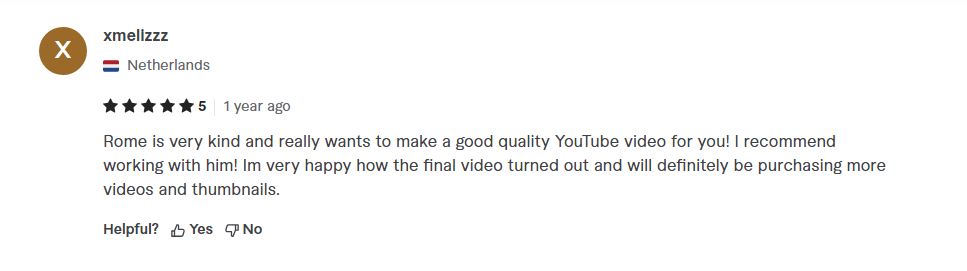 X
xmellzzz
Netherlands
5 1 year ago
Rome is very kind and really wants to make a good quality YouTube video for you! I recommend
working with him! Im very happy how the final video turned out and will definitely be purchasing more
videos and thumbnails.
Helpful? Yes No